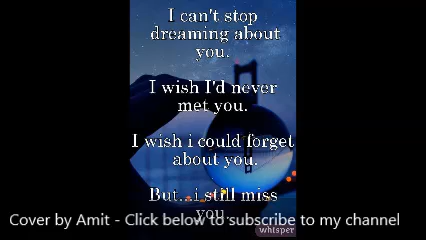 I can't stop
dreaming about
you.
I wish I'd never
met you.
I wish i could forget
about you.
But...i still miss
you.
whisper
Cover by Amit - Click below to subscribe to my channel